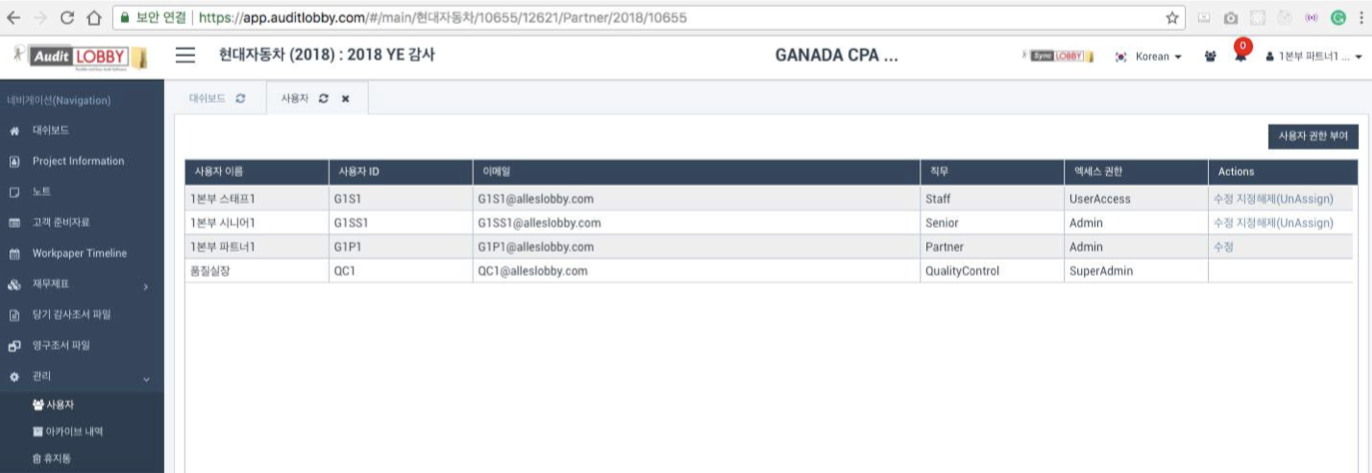 보안 연결 | https://app.auditlobby.com/#/main/현대자동차/10655/12621/Partner/2018/10655
Audit LOBBY 현대자동차 (2018) : 2018 YE 감사 GANADA CPA ... Sync LOBBY Korean 0 1본부 파트너1 ...
네비게이션(Navigation)
대쉬보드 사용자
대쉬보드
사용자 권한 부여
Project Information
노트
고객 준비자료
Workpaper Timeline
재무제표
당기 감사조서 파일
영구조서 파일
관리
사용자
아카이브 내역
휴지통
사용자 이름 사용자 ID 이메일 직무 엑세스 권한 Actions
1본부 스태프1 G1S1 G1S1@alleslobby.com Staff UserAccess 수정 지정해제(UnAssign)
1본부 시니어1 G1SS1 G1SS1@alleslobby.com Senior Admin 수정 지정해제(UnAssign)
1본부 파트너1 G1P1 G1P1@alleslobby.com Partner Admin 수정
품질실장 QC1 QC1@alleslobby.com QualityControl SuperAdmin